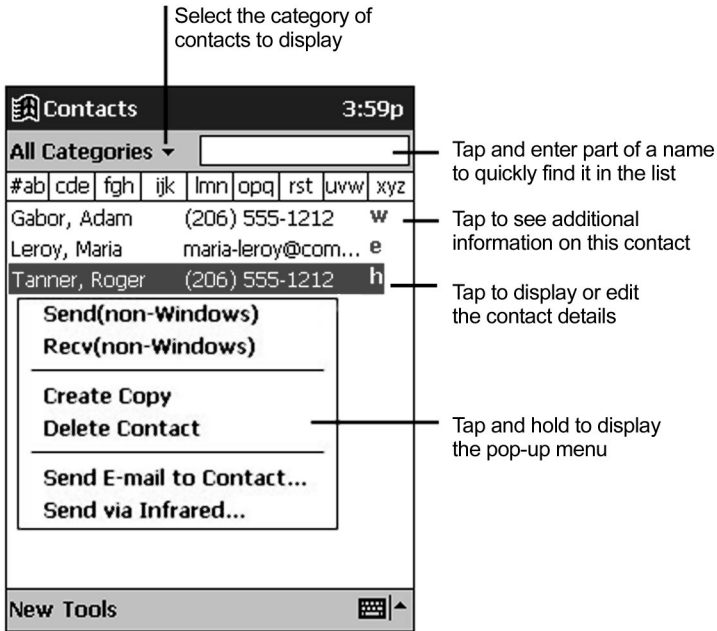 Select the category of
contacts to display
Contacts 3:59p
All Categories
Tap and enter part of a name
to quickly find it in the list
#ab cde fgh ijk lmn opq rst uvw xyz
Gabor, Adam (206) 555-1212 w
Tap to see additional
information on this contact
Leroy, Maria maria-leroy@com... e
Tanner, Roger (206) 555-1212 h
Tap to display or edit
the contact details
Send(non-Windows)
Recv(non-Windows)
Create Copy
Delete Contact
Tap and hold to display
the pop-up menu
Send E-mail to Contact...
Send via Infrared...
New Tools